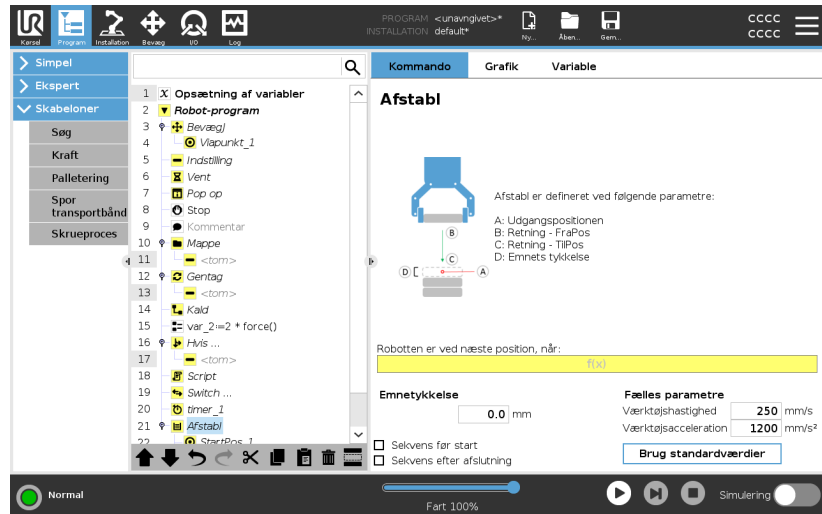 PROGRAM <unavngivet>*
INSTALLATION default*
Kørsel
Program
Installation
Bevæg
I/O
Log
Ny...
Åben...
Gem...
CCCC
CCCC
Simpel
Ekspert
Skabeloner
Søg
Kraft
Palletering
Spor
transportbånd
Skrueproces
1 X Opsætning af variabler
2 Robot-program
3 BevægJ
4 Viapunkt_1
5 Indstilling
6 Vent
7 Pop op
8 Stop
9 Kommentar
10 Mappe
11 <tom>
12 Gentag
13 <tom>
14 Kald
15 var_2:=2 * force()
16 Hvis ...
17 <tom>
18 Script
19 Switch ...
20 timer_1
21 Afstabl
22 StartPos_1
Kommando
Grafik
Variable
Afstabl
B
C
D
A
Afstabl er defineret ved følgende parametre:
A: Udgangspositionen
B: Retning - FraPos
C: Retning - TilPos
D: Emnets tykkelse
Robotten er ved næste position, når:
f(x)
Emnetykkelse
0.0 mm
Sekvens før start
Sekvens efter afslutning
Fælles parametre
Værktøjshastighed 250 mm/s
Værktøjsacceleration 1200 mm/s²
Brug standardværdier
Normal
Fart 100%
Simulering